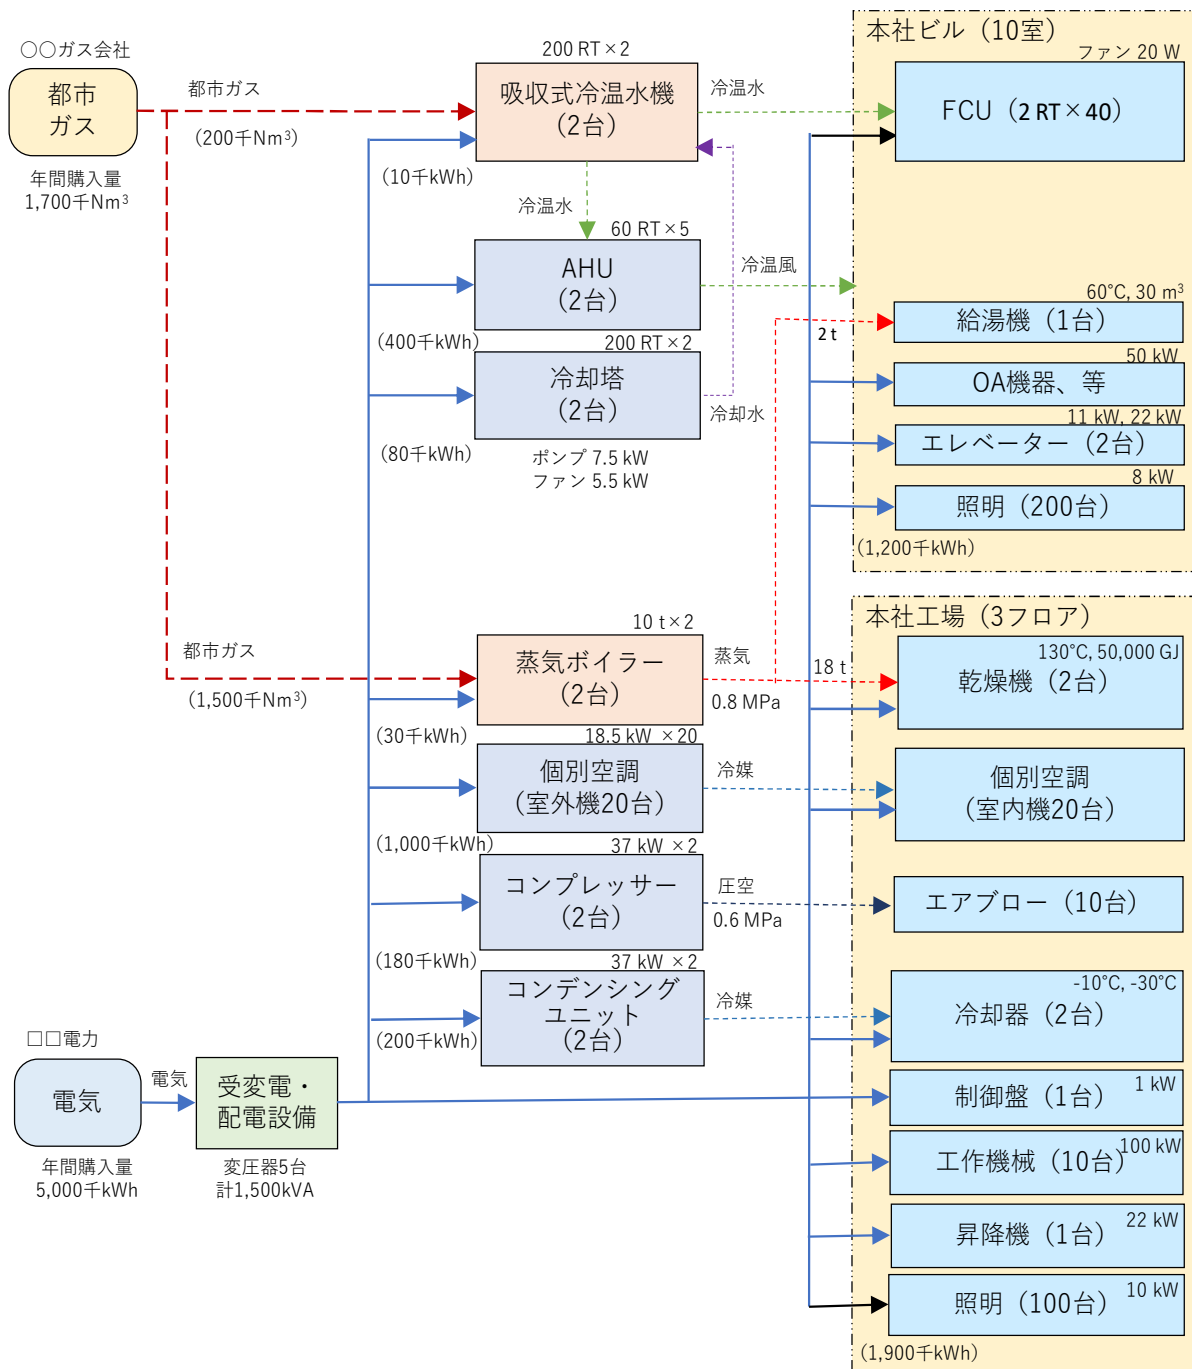 〇〇ガス会社
都市
ガス
年間購入量
1,700千Nm³
都市ガス
(200千Nm³)
200 RT×2
吸収式冷温水機
(2台)
(10千kWh)
冷温水
冷温水
60 RT×5
AHU
(2台)
(400千kWh)
冷温風
200 RT×2
冷却塔
(2台)
(80千kWh)
冷却水
ポンプ 7.5 kW
ファン 5.5 kW
本社ビル（10室）
ファン 20 W
FCU（2 RT×40）
60°C, 30 m³
給湯機（1台）
2 t
50 kW
OA機器、等
11 kW, 22 kW
エレベーター（2台）
8 kW
照明（200台）
(1,200千kWh)
都市ガス
(1,500千Nm³)
10 t×2
蒸気ボイラー
(2台)
(30千kWh)
蒸気
0.8 MPa
18 t
18.5 kW ×20
個別空調
(室外機20台)
(1,000千kWh)
冷媒
37 kW ×2
コンプレッサー
(2台)
(180千kWh)
圧空
0.6 MPa
37 kW ×2
コンデンシング
ユニット
(2台)
(200千kWh)
冷媒
本社工場（3フロア）
130°C, 50,000 GJ
乾燥機（2台）
個別空調
(室内機20台)
エアブロー（10台）
-10°C, -30°C
冷却器（2台）
制御盤（1台）
1 kW
工作機械（10台）
100 kW
昇降機（1台）
22 kW
照明（100台）
10 kW
(1,900千kWh)
□□電力
電気
年間購入量
5,000千kWh
電気
受変電・
配電設備
変圧器5台
計1,500kVA